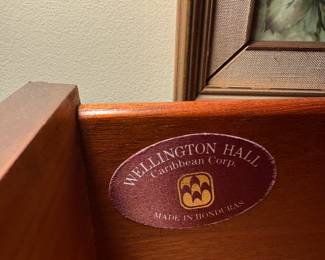 WELLINGTON HALL
Caribbean Corp.
MADE IN HONDURAS